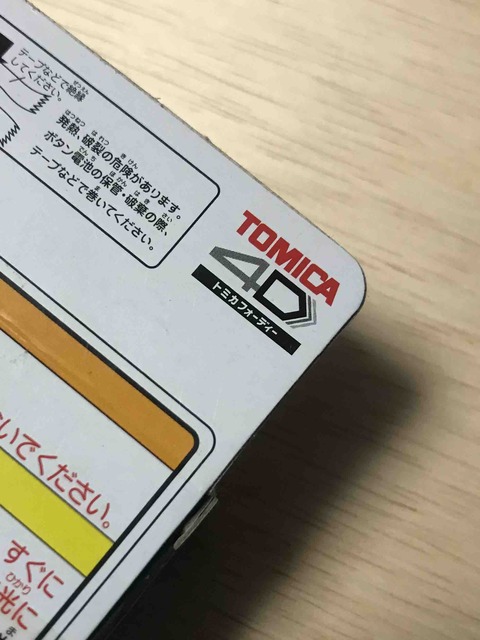 テープなどで絶縁
してください。
発熱、破裂の危険があります。
ボタン電池の保管・破棄の際、
テープなどで巻いてください。
TOMICA
4D
トミカフォーディー
いでください。
すぐに
光に